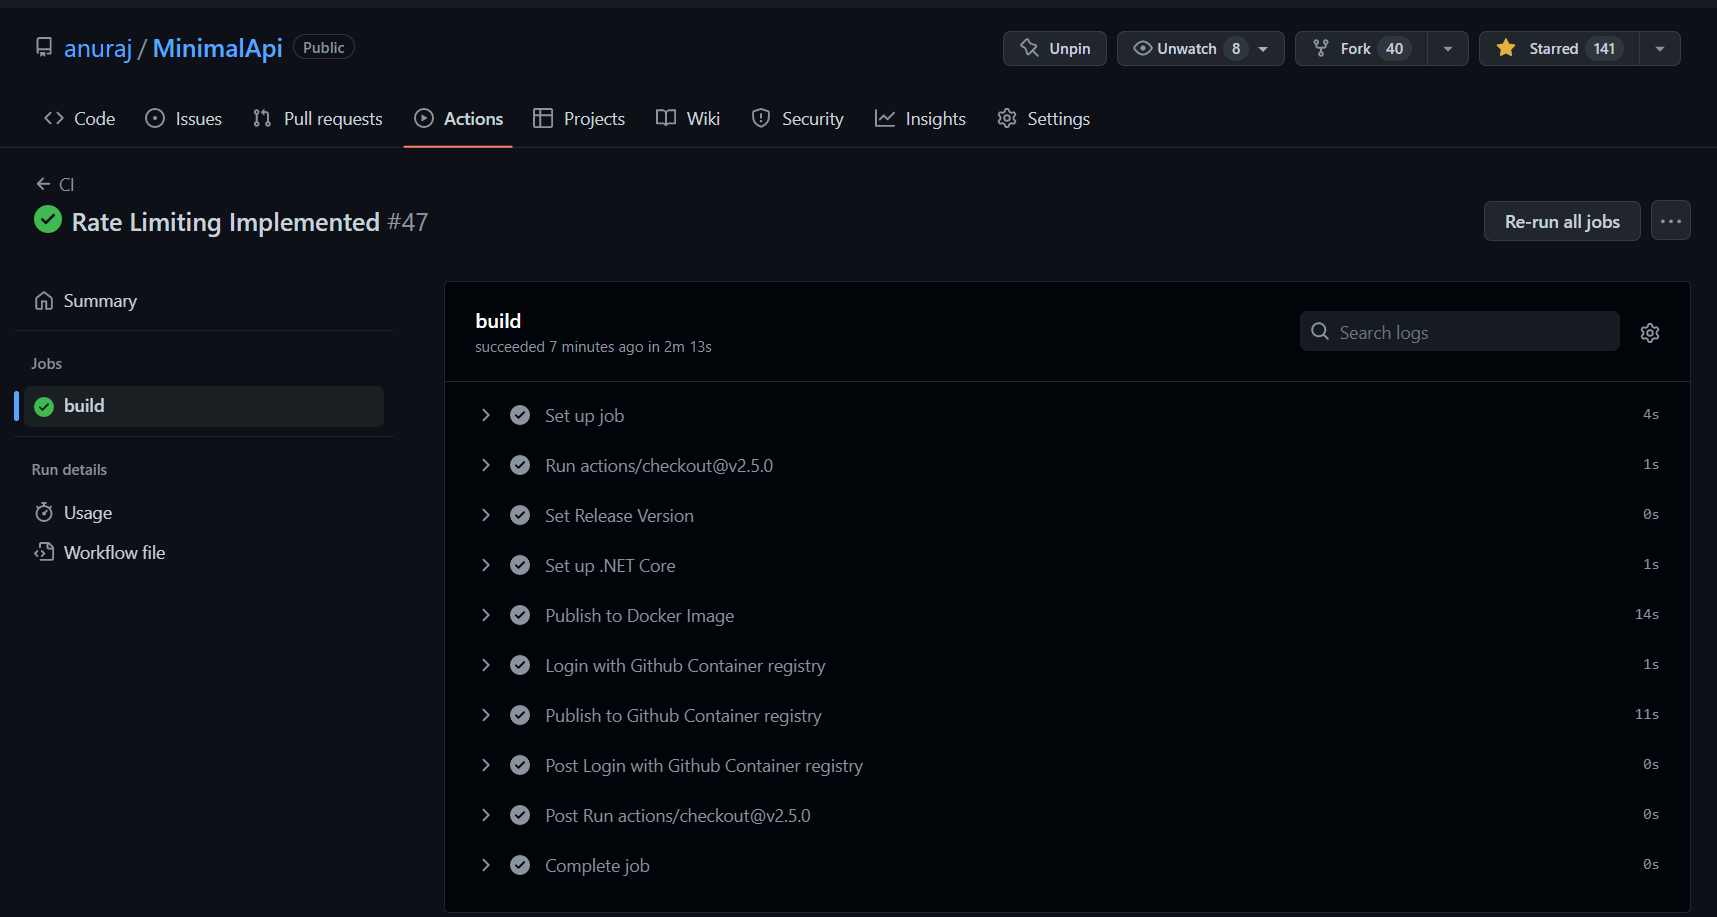 anuraj / MinimalApi Public
Unpin Unwatch 8 Fork 40 Starred 141
Code Issues Pull requests Actions Projects Wiki Security Insights Settings
CI
Rate Limiting Implemented #47
Re-run all jobs
Summary
Jobs
build
Run details
Usage
Workflow file
build
succeeded 7 minutes ago in 2m 13s
Search logs
Set up job 4s
Run actions/checkout@v2.5.0 1s
Set Release Version 0s
Set up .NET Core 1s
Publish to Docker Image 14s
Login with Github Container registry 1s
Publish to Github Container registry 11s
Post Login with Github Container registry 0s
Post Run actions/checkout@v2.5.0 0s
Complete job 0s